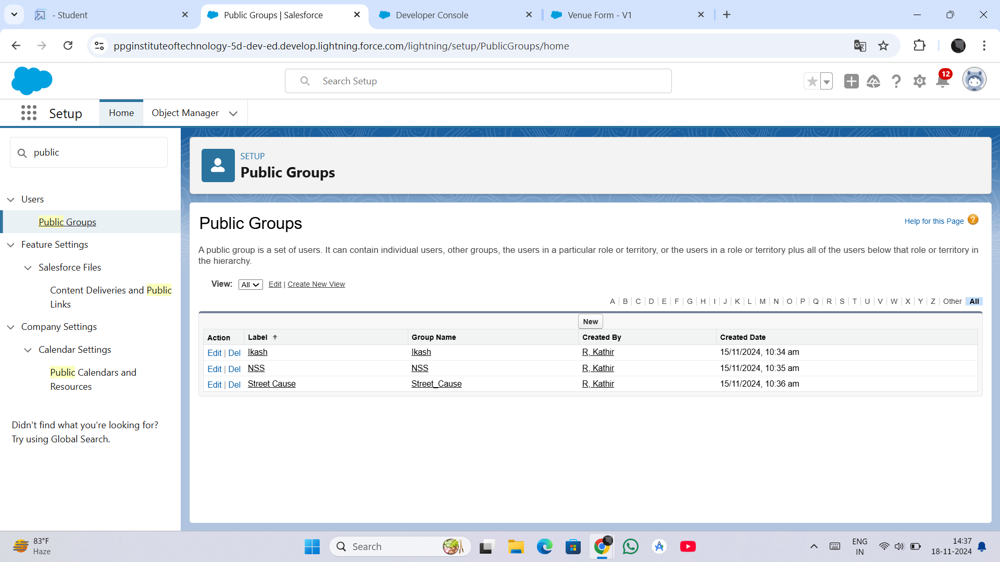 - Student
Public Groups | Salesforce
Developer Console
Venue Form - V1
ppginstituteoftechnology-5d-dev-ed.develop.lightning.force.com/lightning/setup/PublicGroups/home
Search Setup
12
Setup
Home
Object Manager
public
Users
Public Groups
Feature Settings
Salesforce Files
Content Deliveries and Public
Links
Company Settings
Calendar Settings
Public Calendars and
Resources
Didn't find what you're looking for?
Try using Global Search.
SETUP
Public Groups
Public Groups
Help for this Page ?
A public group is a set of users. It can contain individual users, other groups, the users in a particular role or territory, or the users in a role or territory plus all of the users below that role or territory in
the hierarchy.
View: All Edit | Create New View
A | B | C | D | E | F | G | H | I | J | K | L | M | N | O | P | Q | R | S | T | U | V | W | X | Y | Z | Other | All
New
Action Label Group Name Created By Created Date
Edit | Del Ikash Ikash R, Kathir 15/11/2024, 10:34 am
Edit | Del NSS NSS R, Kathir 15/11/2024, 10:35 am
Edit | Del Street Cause Street_Cause R, Kathir 15/11/2024, 10:36 am
83°F
Haze
Search
ENG
IN
14:37
18-11-2024